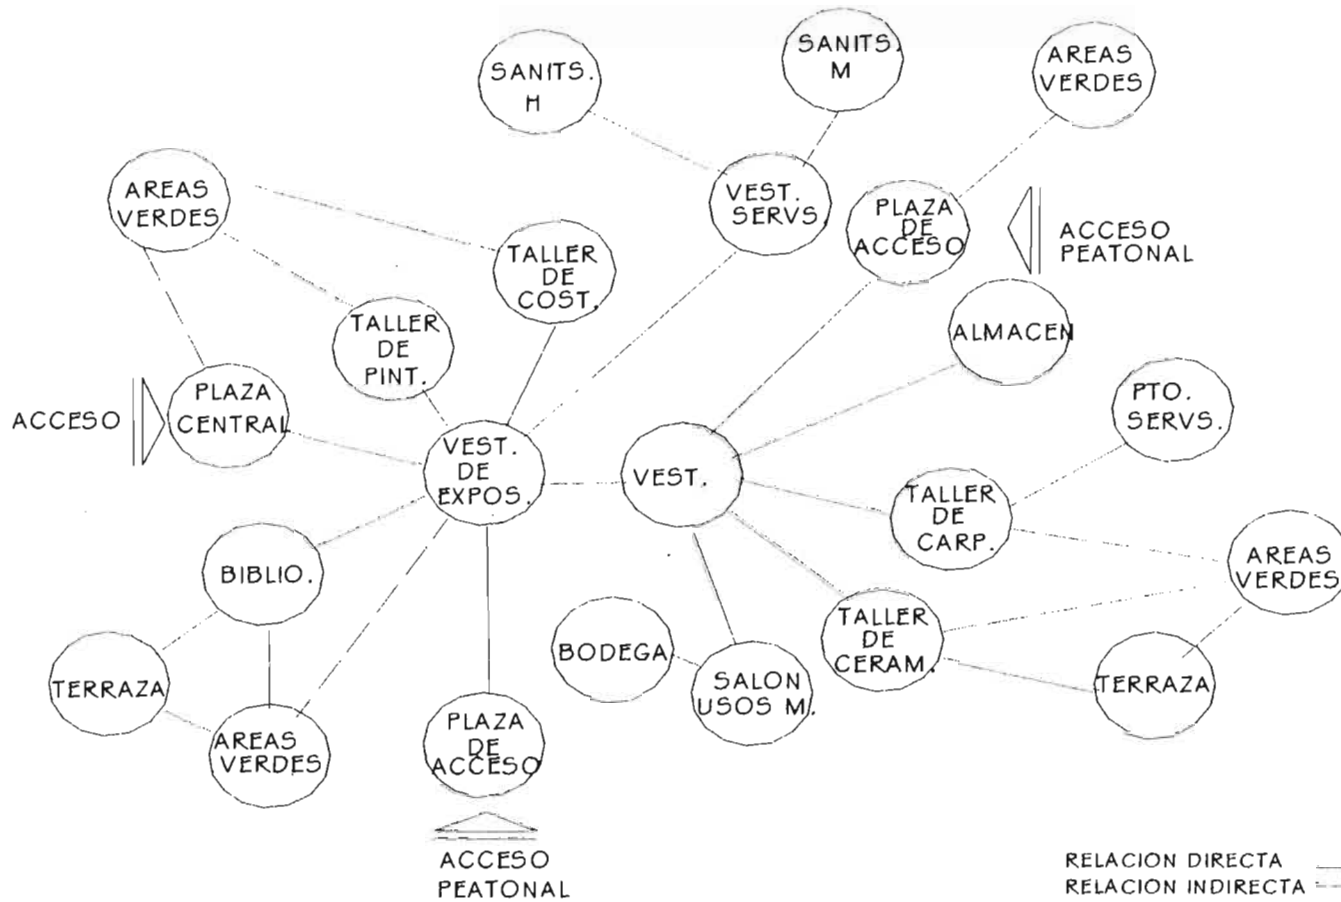 SANITS.
H
SANITS.
M
AREAS
VERDES
AREAS
VERDES
VEST.
SERVS.
PLAZA
DE
ACCESO
ACCESO
PEATONAL
TALLER
DE
COST.
TALLER
DE
PINT.
ALMACEN
PLAZA
CENTRAL
ACCESO
PTO.
SERVS.
VEST.
DE
EXPOS.
VEST.
TALLER
DE
CARP.
AREAS
VERDES
BIBLIO.
TALLER
DE
CERAM.
BODEGA
SALON
USOS M.
TERRAZA
TERRAZA
AREAS
VERDES
PLAZA
DE
ACCESO
ACCESO
PEATONAL
RELACION DIRECTA
RELACION INDIRECTA